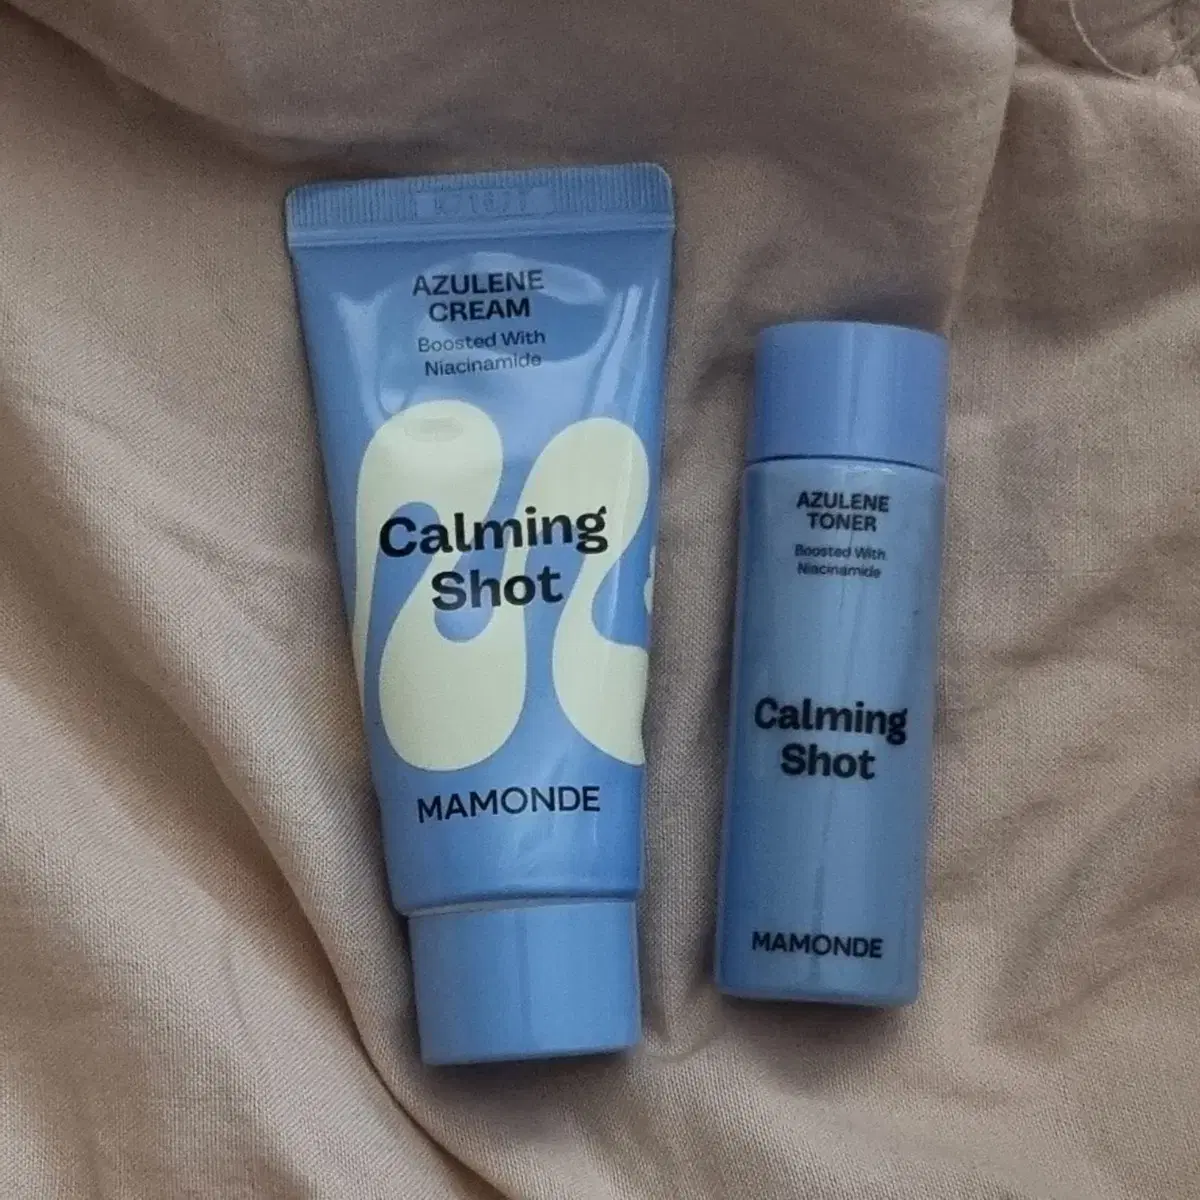 AZULENE
CREAM
Boosted With
Niacinamide
Calming
Shot
MAMONDE
AZULENE
TONER
Boosted With
Niacinamide
Calming
Shot
MAMONDE